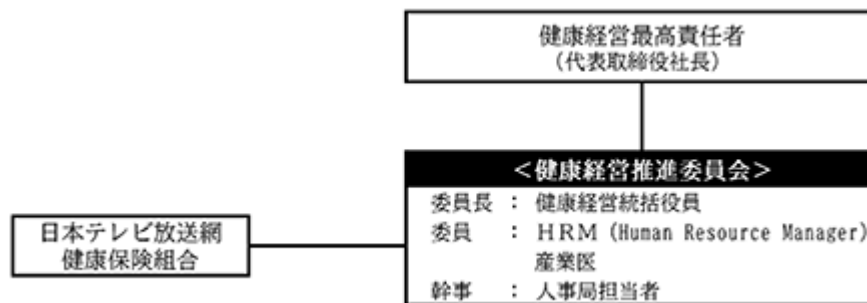 健康経営最高責任者
(代表取締役社長)
<健康経営推進委員会>
委員長 : 健康経営統括役員
委員 : HRM (Human Resource Manager)
産業医
幹事 : 人事局担当者
日本テレビ放送網
健康保険組合